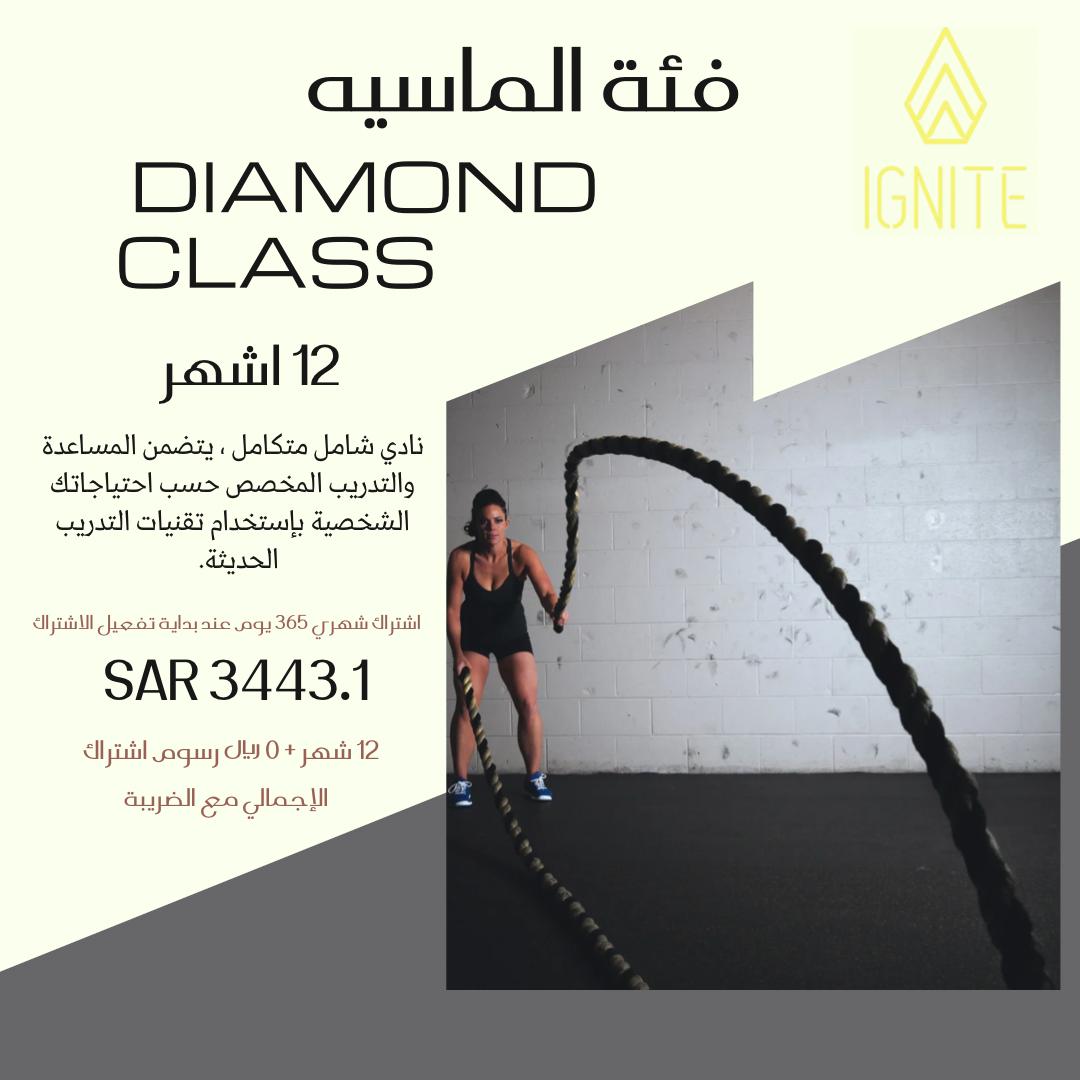 فئة الماسيه
IGNITE
DIAMOND
CLASS
12 اشهر
نادي شامل متكامل ، يتضمن المساعدة
والتدريب المخصص حسب احتياجاتك
الشخصية بإستخدام تقنيات التدريب
الحديثة.
اشتراك شهري 365 يوم عند بداية تفعيل الاشتراك
SAR 3443.1
12 شهر + 0 ريال رسوم اشتراك
الإجمالي مع الضريبة